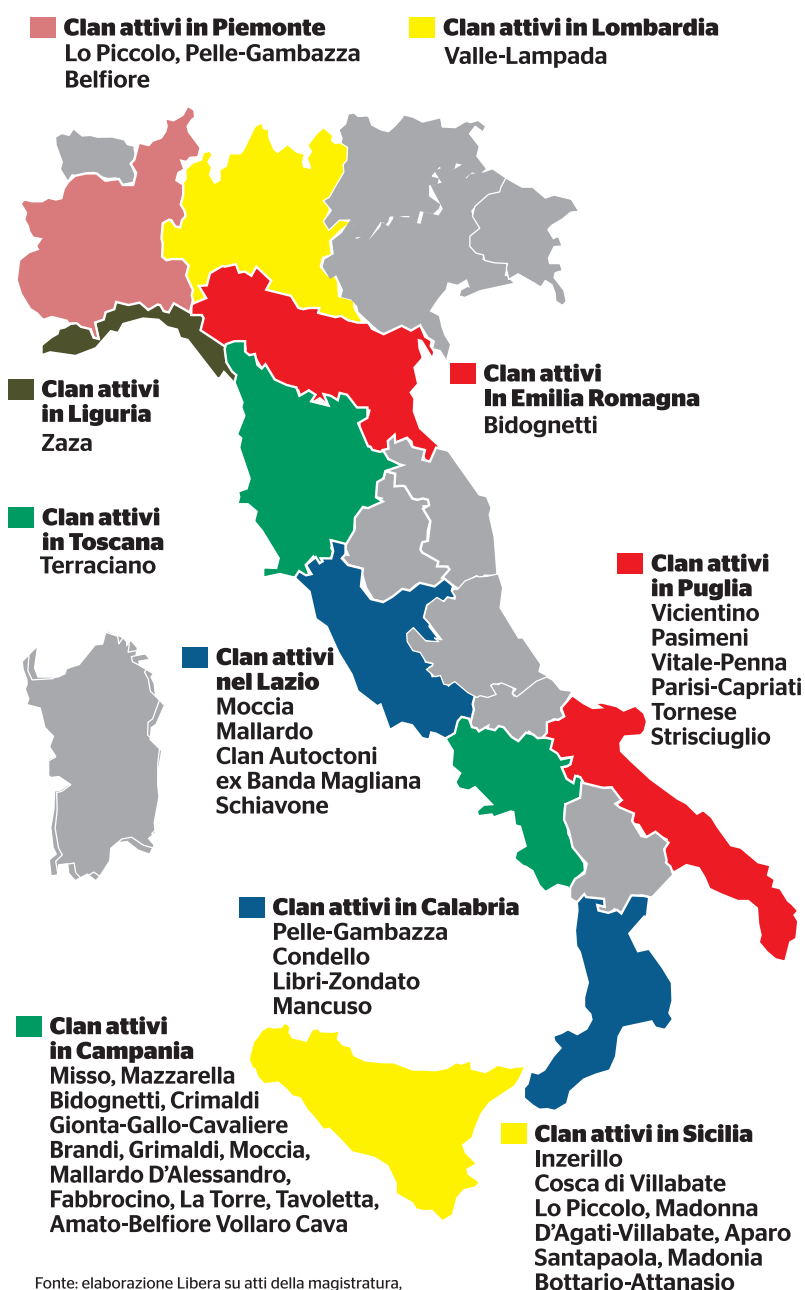 Clan attivi in Piemonte
Lo Piccolo, Pelle-Gambazza
Belfiore
Clan attivi in Lombardia
Valle-Lampada
Clan attivi
in Liguria
Zaza
Clan attivi
In Emilia Romagna
Bidognetti
Clan attivi
in Toscana
Terraciano
Clan attivi
in Puglia
Vicientino
Pasimeni
Vitale-Penna
Parisi-Capriati
Tornese
Strisciuglio
Clan attivi
nel Lazio
Moccia
Mallardo
Clan Autoctoni
ex Banda Magliana
Schiavone
Clan attivi in Calabria
Pelle-Gambazza
Condello
Libri-Zondato
Mancuso
Clan attivi
in Campania
Misso, Mazzarella
Bidognetti, Crimaldi
Gionta-Gallo-Cavaliere
Brandi, Grimaldi, Moccia,
Mallardo D'Alessandro,
Fabbrocino, La Torre, Tavoletta,
Amato-Belfiore Vollaro Cava
Clan attivi in Sicilia
Inzerillo
Cosca di Villabate
Lo Piccolo, Madonna
D'Agati-Villabate, Aparo
Santapaola, Madonia
Bottario-Attanasio
Fonte: elaborazione Libera su atti della magistratura,